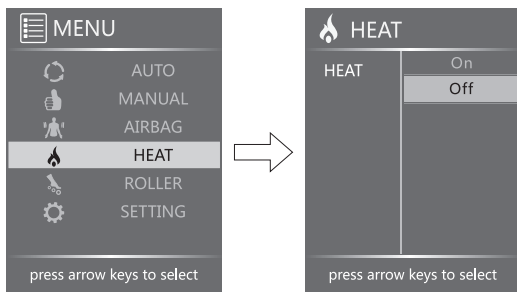 MENU
AUTO
MANUAL
AIRBAG
HEAT
ROLLER
SETTING
press arrow keys to select
HEAT
HEAT
On
Off
press arrow keys to select